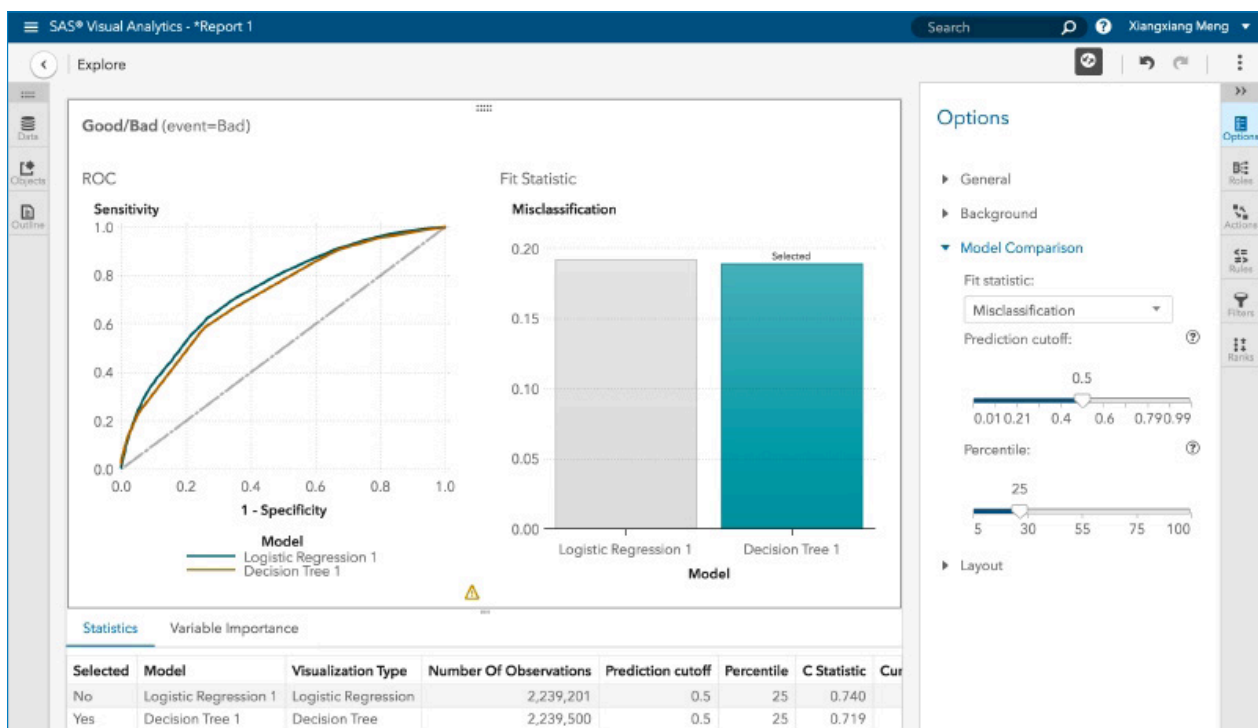 SAS® Visual Analytics - *Report 1
Search
Xiangxiang Meng
Explore
Data
Objects
Outline
Good/Bad (event=Bad)
ROC
Sensitivity
1.0
0.8
0.6
0.4
0.2
0.0
0.0 0.2 0.4 0.6 0.8 1.0
1 - Specificity
Model
Logistic Regression 1
Decision Tree 1
Fit Statistic
Misclassification
0.20
0.15
0.10
0.05
0.00
Selected
Logistic Regression 1 Decision Tree 1
Model
Options
General
Background
Model Comparison
Fit statistic:
Misclassification
Prediction cutoff:
0.5
0.01 0.21 0.4 0.6 0.79 0.99
Percentile:
25
5 30 55 75 100
Layout
Options
Roles
Actions
Rules
Filters
Ranks
Statistics Variable Importance
Selected Model Visualization Type Number Of Observations Prediction cutoff Percentile C Statistic Cur
No Logistic Regression 1 Logistic Regression 2,239,201 0.5 25 0.740
Yes Decision Tree 1 Decision Tree 2,239,500 0.5 25 0.719